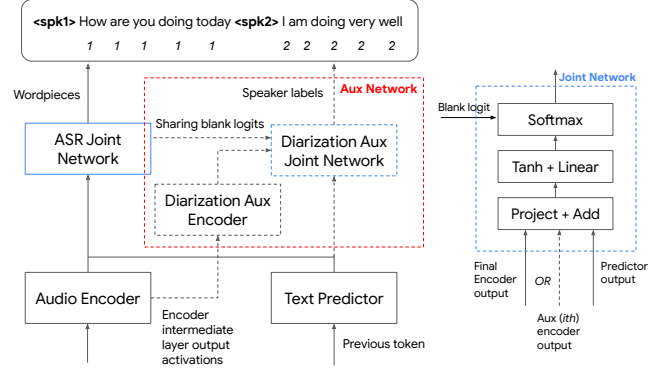 <spk1> How are you doing today <spk2> I am doing very well
1 1 1 1 1 2 2 2 2 2
Wordpieces
Speaker labels
Aux Network
Sharing blank logits
ASR Joint
Network
Diarization Aux
Joint Network
Diarization Aux
Encoder
Audio Encoder
Text Predictor
Encoder
intermediate
layer output
activations
Previous token
Joint Network
Blank logit
Softmax
Tanh + Linear
Project + Add
Final
Encoder
output
OR
Predictor
output
Aux (ith)
encoder
output